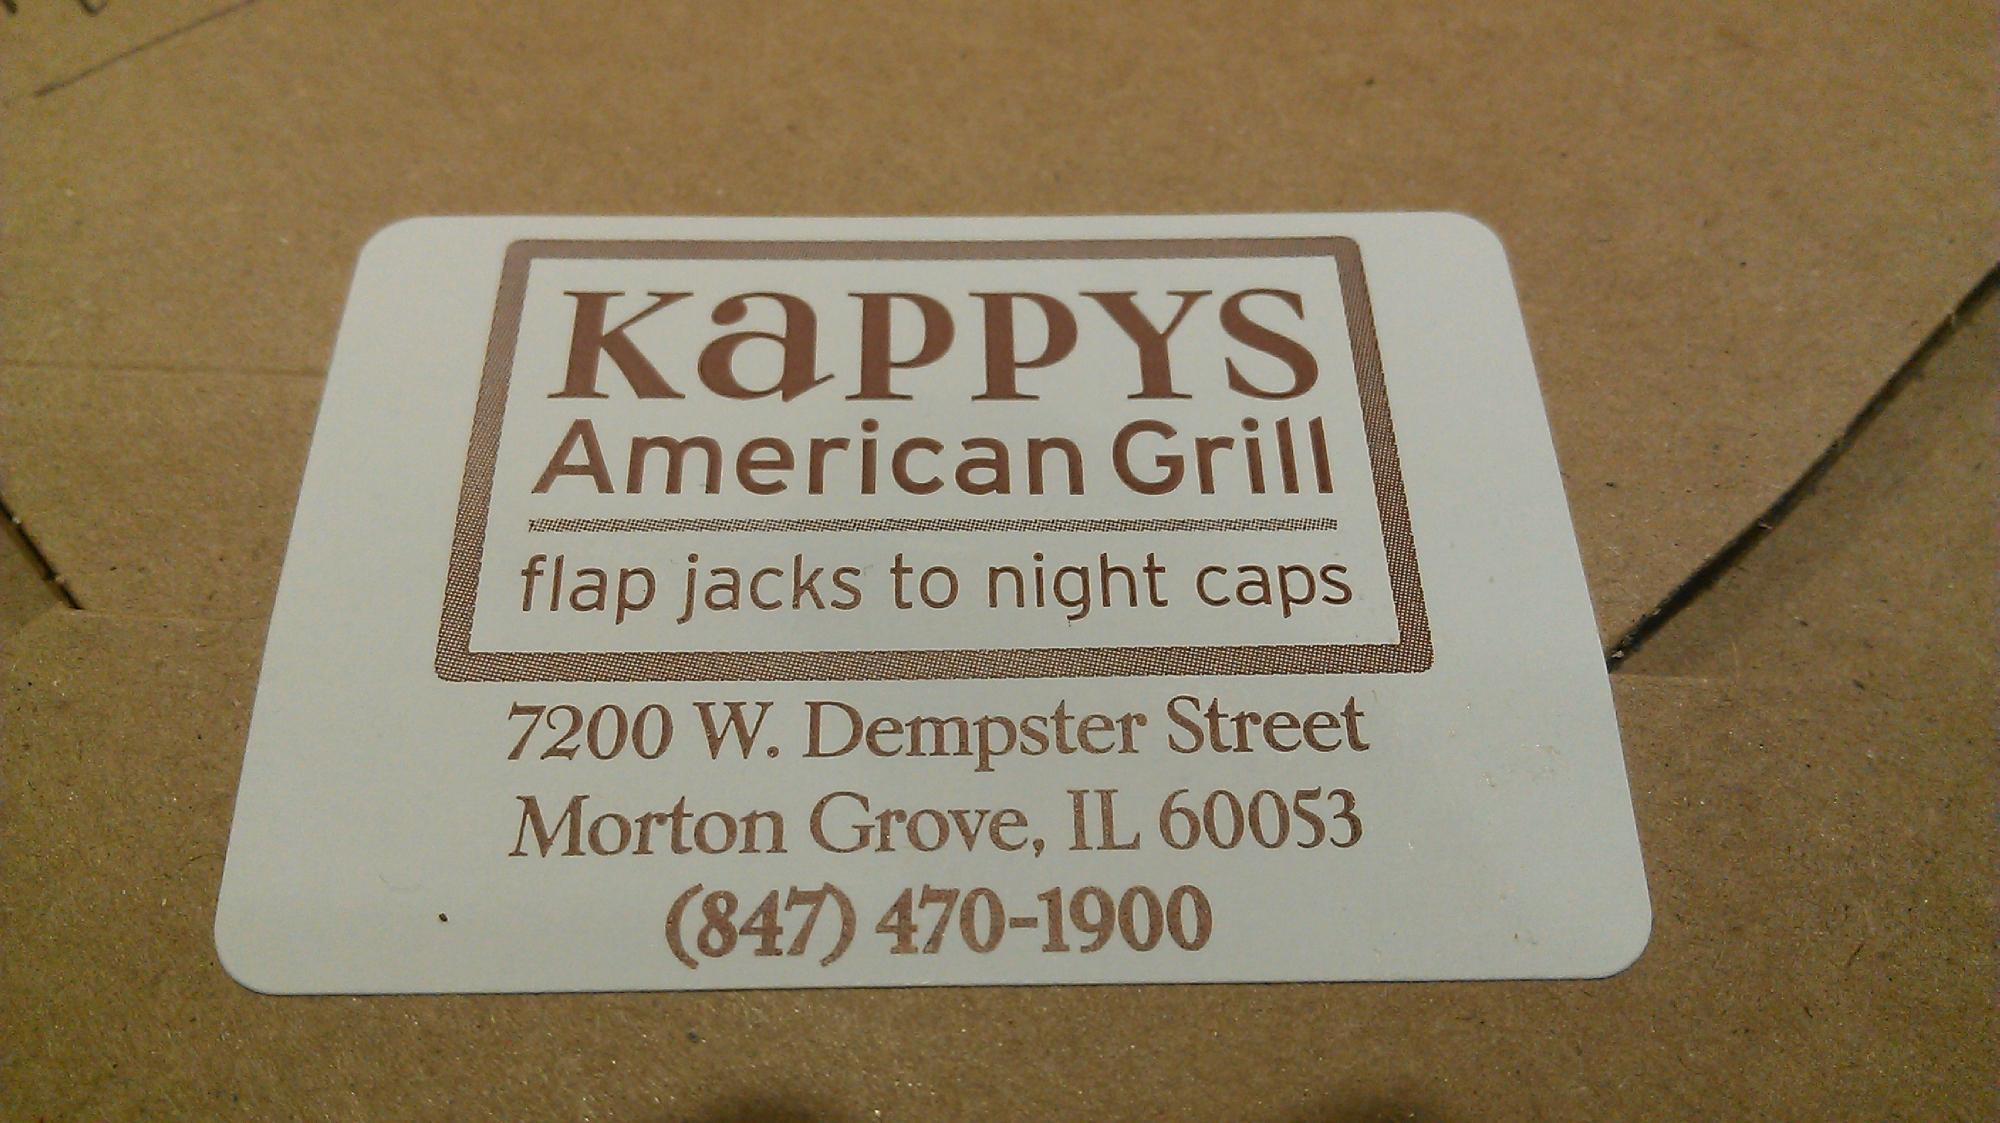 KaPPYS
American Grill
flap jacks to night caps
7200 W. Dempster Street
Morton Grove, IL 60053
(847) 470-1900